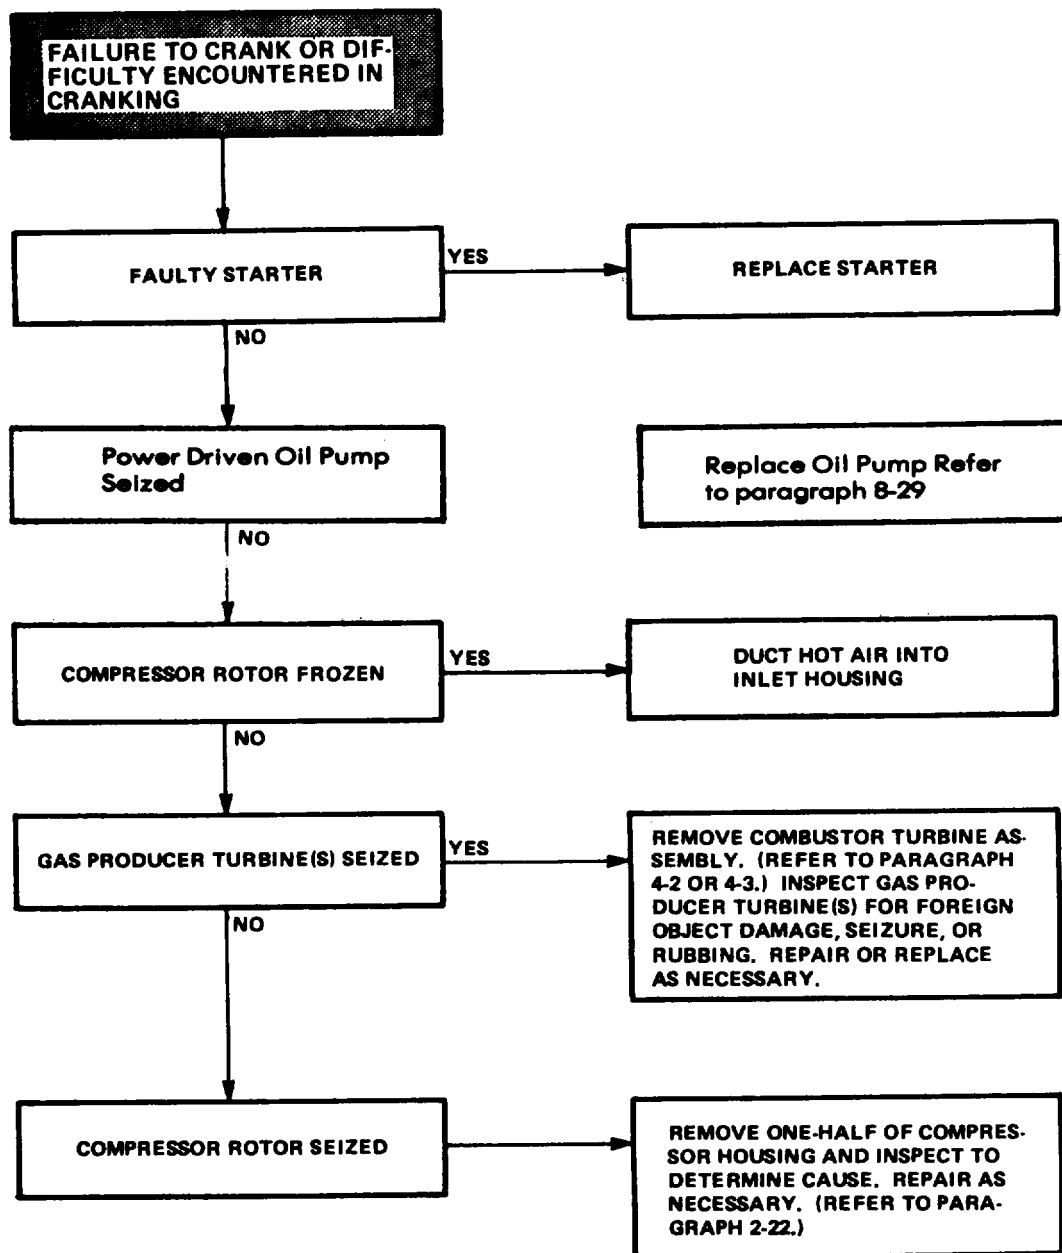 FAILURE TO CRANK OR DIF-
FICULTY ENCOUNTERED IN
CRANKING
FAULTY STARTER
YES
REPLACE STARTER
NO
Power Driven Oil Pump
Seized
Replace Oil Pump Refer
to paragraph 8-29
NO
COMPRESSOR ROTOR FROZEN
YES
DUCT HOT AIR INTO
INLET HOUSING
NO
GAS PRODUCER TURBINE(S) SEIZED
YES
REMOVE COMBUSTOR TURBINE AS-
SEMBLY. (REFER TO PARAGRAPH
4-2 OR 4-3.) INSPECT GAS PRO-
DUCER TURBINE(S) FOR FOREIGN
OBJECT DAMAGE, SEIZURE, OR
RUBBING. REPAIR OR REPLACE
AS NECESSARY.
NO
COMPRESSOR ROTOR SEIZED
REMOVE ONE-HALF OF COMPRES-
SOR HOUSING AND INSPECT TO
DETERMINE CAUSE. REPAIR AS
NECESSARY. (REFER TO PARA-
GRAPH 2-22.)